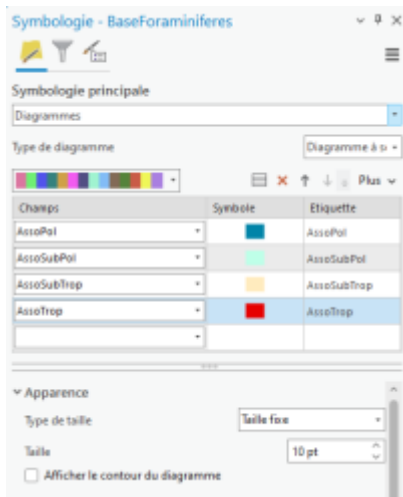 Symbologie - BaseForaminiferes
Symbologie principale
Diagrammes
Type de diagramme
Diagramme à s
Plus
Champs Symbole Etiquette
AssoPol AssoPol
AssoSubPol AssoSubPol
AssoSubTrop AssoSubTrop
AssoTrop AssoTrop
Apparence
Type de taille Taille fixe
Taille 10 pt
Afficher le contour du diagramme